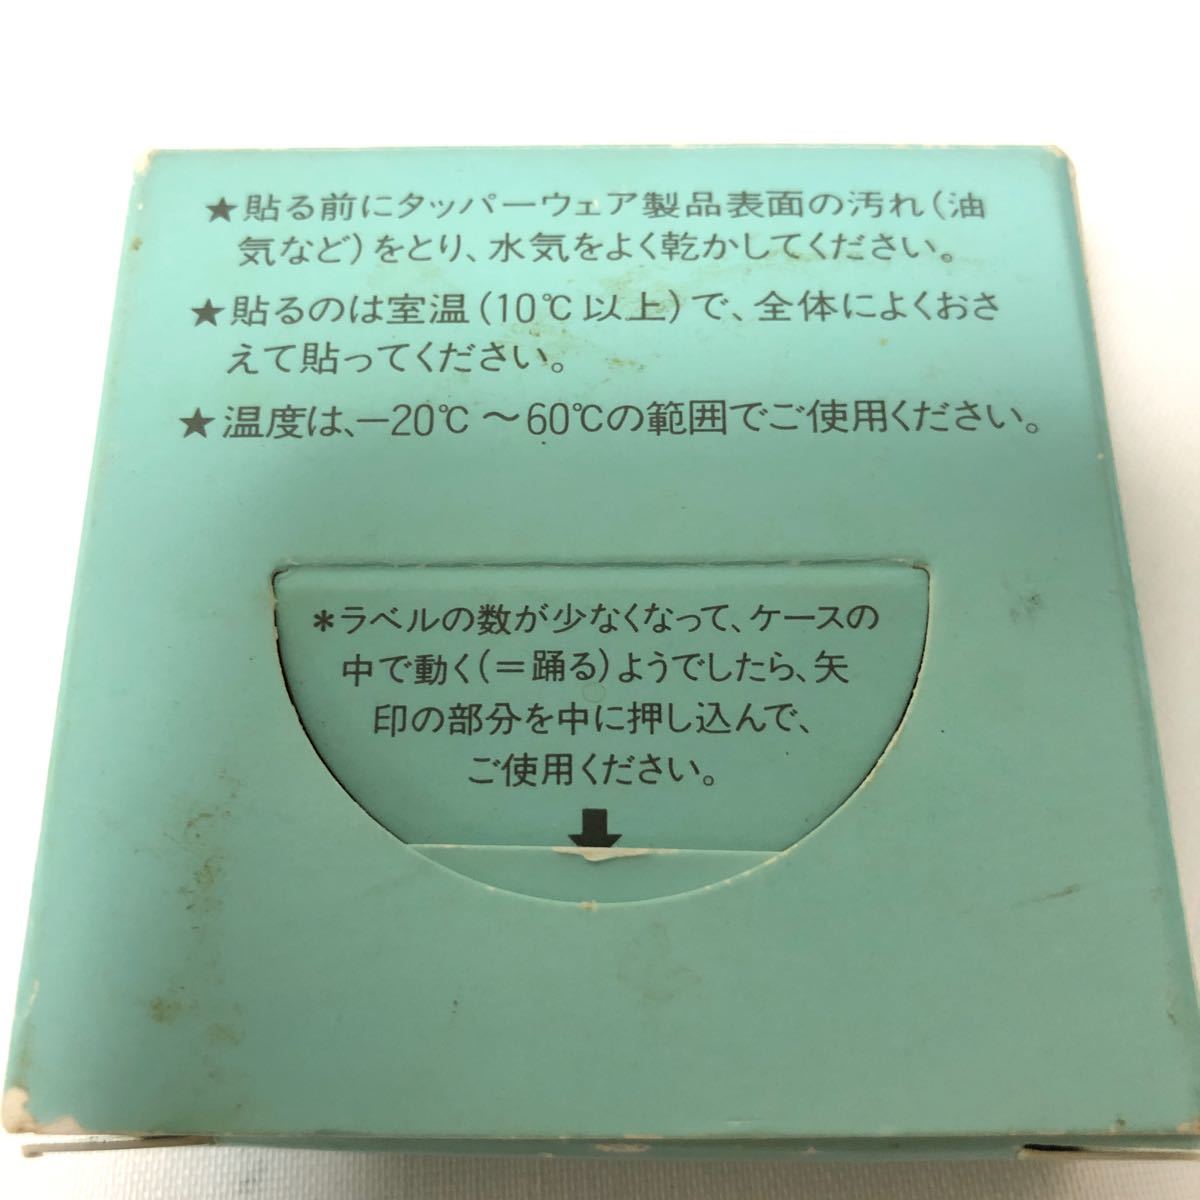 ★貼る前にタッパーウェア製品表面の汚れ(油
気など)をとり、水気をよく乾かしてください。
★貼るのは室温(10℃以上)で、全体によくおさ
えて貼ってください。
★温度は、−20℃〜60℃の範囲でご使用ください。
＊ラベルの数が少なくなって、ケースの
中で動く(＝踊る)ようでしたら、矢
印の部分を中に押し込んで、
ご使用ください。